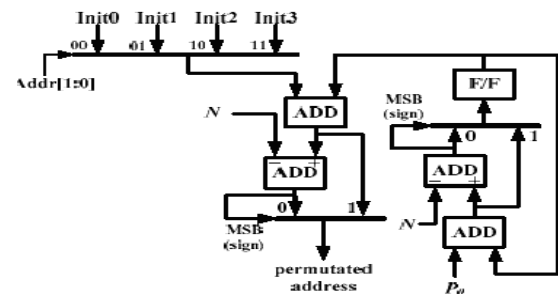 Init0 Init1 Init2 Init3
00 01 10 11
Addr[1:0]
F/F
N ADD MSB
(sign) 0 1
− +
ADD ADD
− +
0 1 N
MSB
(sign) ADD
permutated
address P₀